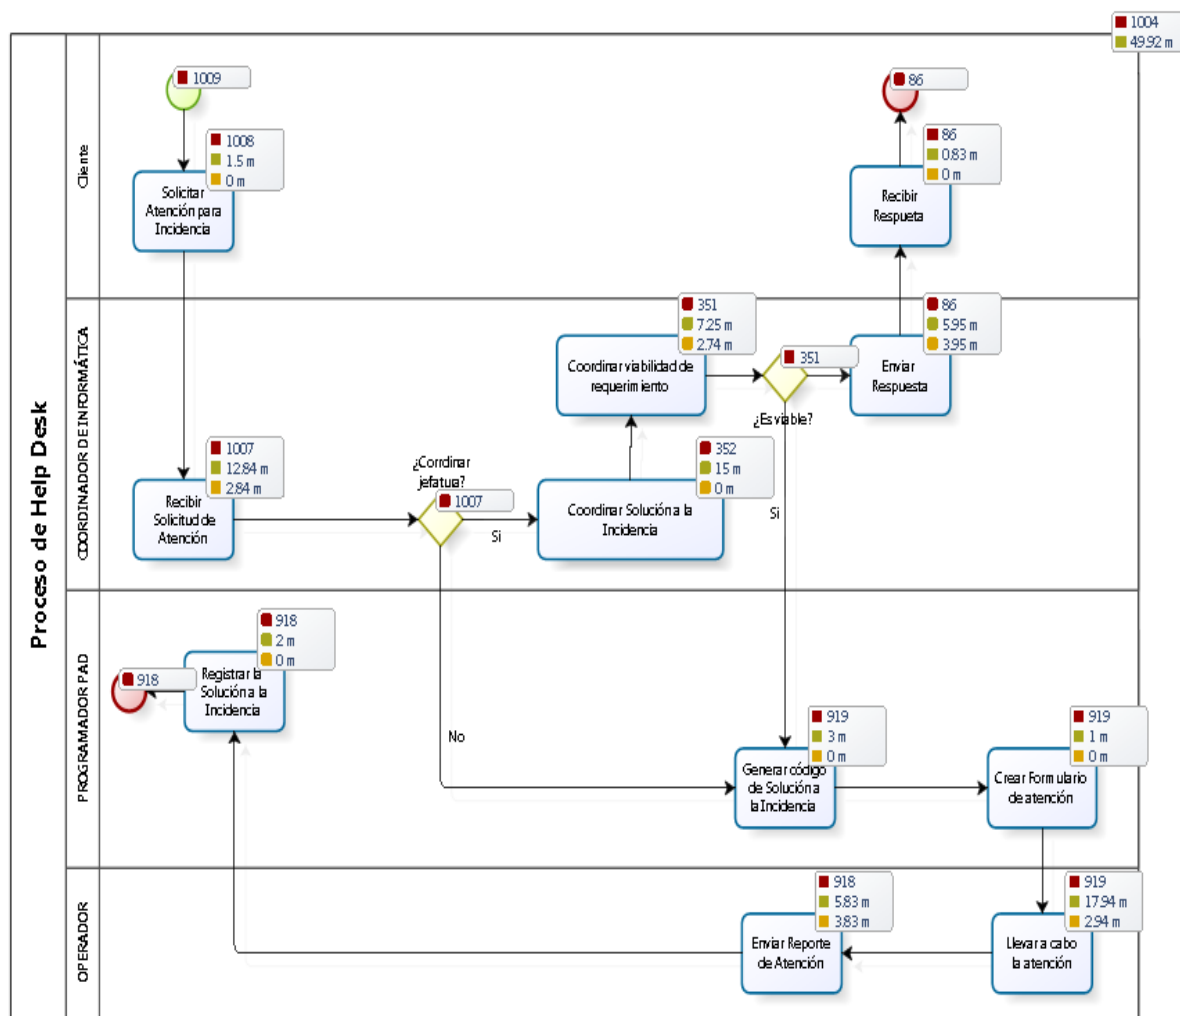 1004
49.92 m
Proceso de Help Desk
Cliente
1009
1008
1.5 m
0 m
Solicitar
Atención para
Incidencia
86
86
0.83 m
0 m
Recibir
Respueta
COORDINADOR DE INFORMÁTICA
351
7.25 m
2.74 m
Coordinar viabilidad de
requerimiento
351
¿Es viable?
Si
86
5.95 m
3.95 m
Enviar
Respuesta
1007
12.84 m
2.84 m
Recibir
Solicitud de
Atención
¿Corrdinar
jefatura?
1007
Si
No
352
15 m
0 m
Coordinar Solución a la
Incidencia
PROGRAMADOR PAD
918
918
2 m
0 m
Registrar la
Solución a la
Incidencia
919
3 m
0 m
Generar código
de Solución a
la Incidencia
919
1 m
0 m
Crear Formulario
de atención
OPERADOR
918
5.83 m
3.83 m
Enviar Reporte
de Atención
919
17.94 m
2.94 m
Llevar a cabo
la atención